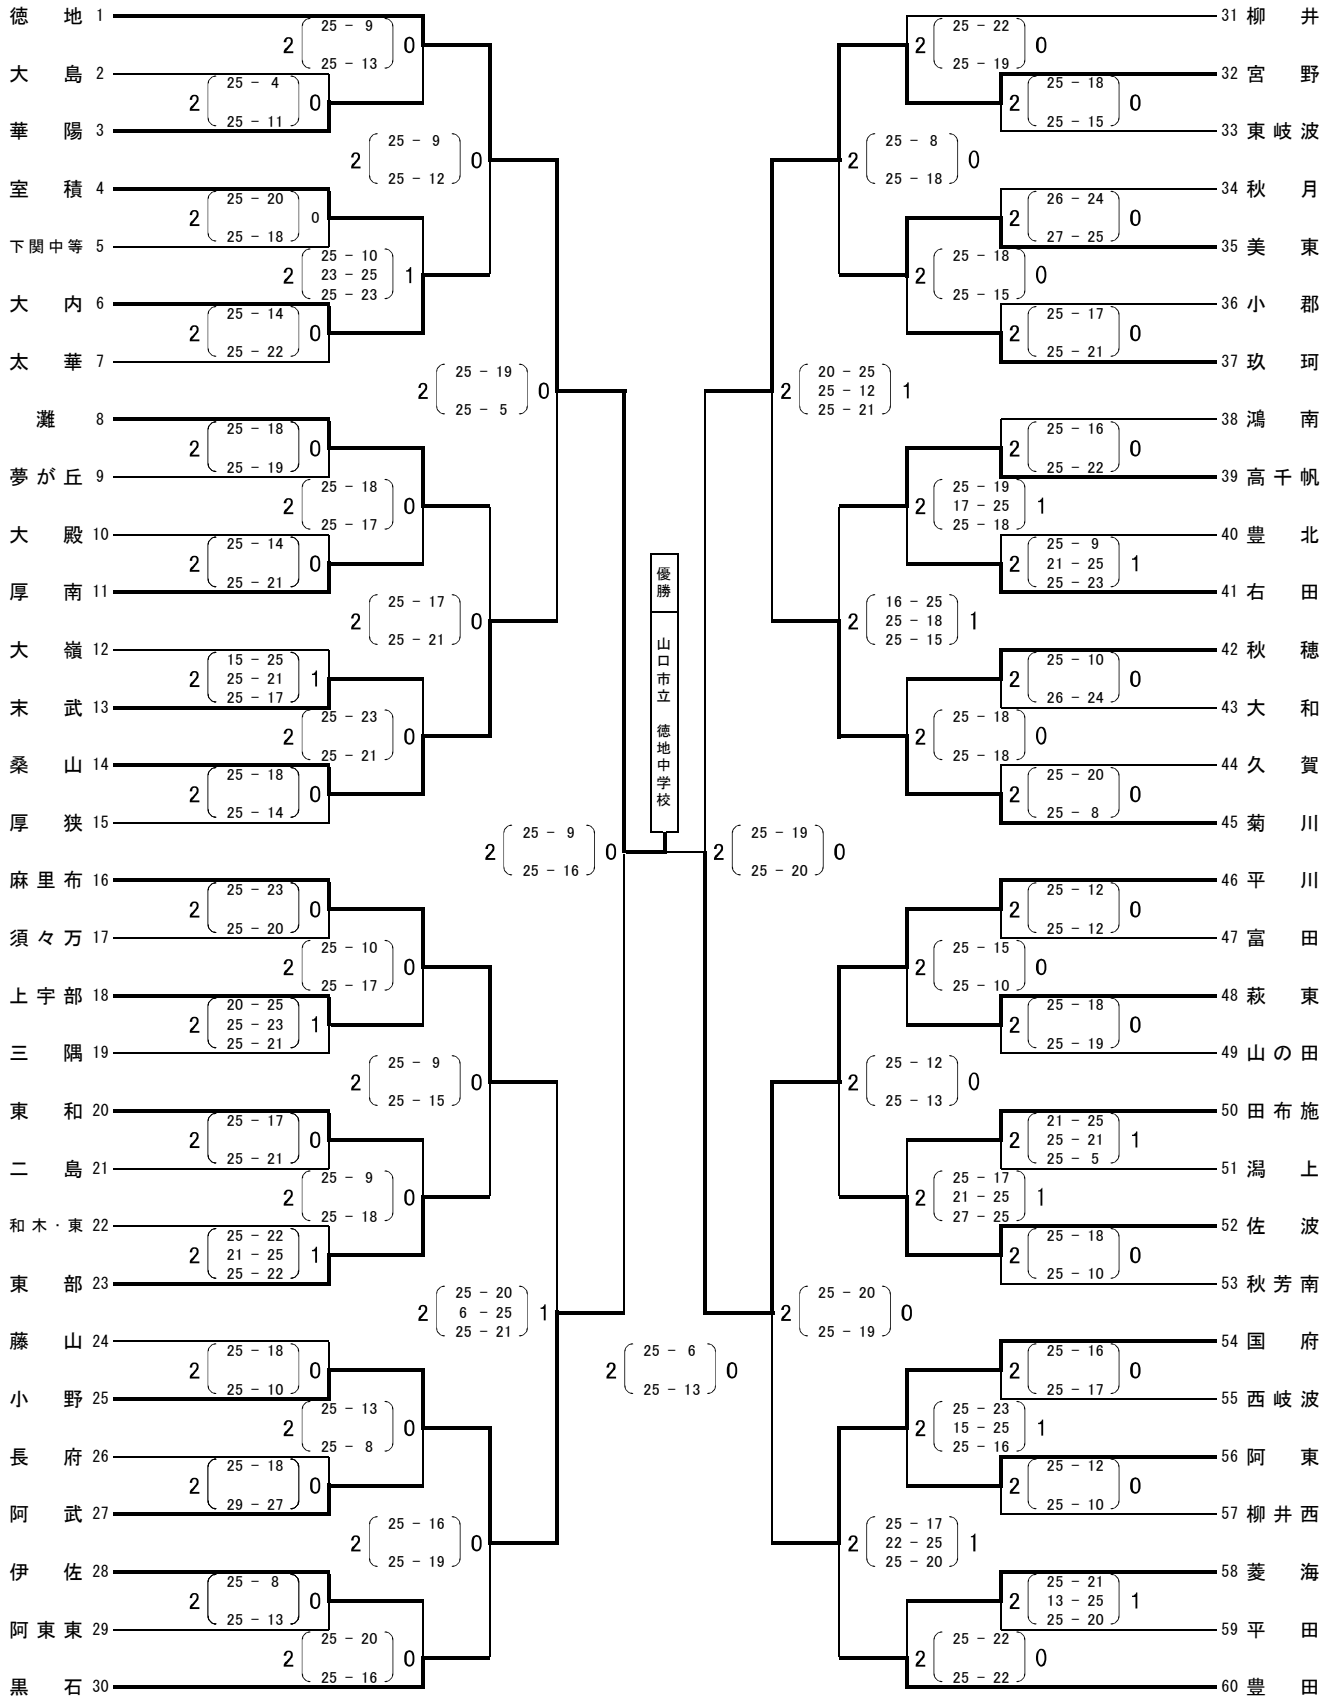 徳地 1
大島 2
華陽 3
室積 4
下関中等 5
大内 6
太華 7
灘 8
夢が丘 9
大殿 10
厚南 11
大嶺 12
末武 13
桑山 14
厚狭 15
麻里布 16
須々万 17
上宇部 18
三隅 19
東和 20
二島 21
和木・東 22
東部 23
藤山 24
小野 25
長府 26
阿武 27
伊佐 28
阿東東 29
黒石 30
2 25 - 4 0
25 - 11
2 25 - 20 0
25 - 18
2 25 - 14 0
25 - 22
2 25 - 18 0
25 - 19
2 25 - 14 0
25 - 21
15 - 25
2 25 - 21 1
25 - 17
2 25 - 18 0
25 - 14
2 25 - 23 0
25 - 20
20 - 25
2 25 - 23 1
25 - 21
2 25 - 17 0
25 - 21
25 - 22
2 21 - 25 1
25 - 22
2 25 - 18 0
25 - 10
2 25 - 18 0
29 - 27
2 25 - 8 0
25 - 13
2 25 - 9 0
25 - 13
25 - 10
2 23 - 25 1
25 - 23
2 25 - 18 0
25 - 17
2 25 - 23 0
25 - 21
2 25 - 10 0
25 - 17
2 25 - 9 0
25 - 18
2 25 - 13 0
25 - 8
2 25 - 20 0
25 - 16
2 25 - 9 0
25 - 12
2 25 - 17 0
25 - 21
2 25 - 9 0
25 - 15
2 25 - 16 0
25 - 19
2 25 - 19 0
25 - 5
25 - 20
2 6 - 25 1
25 - 21
2 25 - 9 0
25 - 16
優勝
山口市立 徳地中学校
2 25 - 6 0
25 - 13
2 25 - 19 0
25 - 20
20 - 25
2 25 - 12 1
25 - 21
2 25 - 20 0
25 - 19
2 25 - 8 0
25 - 18
16 - 25
2 25 - 18 1
25 - 15
2 25 - 12 0
25 - 13
25 - 17
2 22 - 25 1
25 - 20
2 25 - 22 0
25 - 19
2 25 - 18 0
25 - 15
25 - 19
2 17 - 25 1
25 - 18
2 25 - 18 0
25 - 18
2 25 - 15 0
25 - 10
25 - 17
2 21 - 25 1
27 - 25
25 - 23
2 15 - 25 1
25 - 16
2 25 - 22 0
25 - 22
2 25 - 18 0
25 - 15
2 26 - 24 0
27 - 25
2 25 - 17 0
25 - 21
2 25 - 16 0
25 - 22
25 - 9
2 21 - 25 1
25 - 23
2 25 - 10 0
26 - 24
2 25 - 20 0
25 - 8
2 25 - 12 0
25 - 12
2 25 - 18 0
25 - 19
21 - 25
2 25 - 21 1
25 - 5
2 25 - 18 0
25 - 10
2 25 - 16 0
25 - 17
2 25 - 12 0
25 - 10
25 - 21
2 13 - 25 1
25 - 20
31 柳井
32 宮野
33 東岐波
34 秋月
35 美東
36 小郡
37 玖珂
38 鴻南
39 高千帆
40 豊北
41 右田
42 秋穂
43 大和
44 久賀
45 菊川
46 平川
47 富田
48 萩東
49 山の田
50 田布施
51 潟上
52 佐波
53 秋芳南
54 国府
55 西岐波
56 阿東
57 柳井西
58 菱海
59 平田
60 豊田